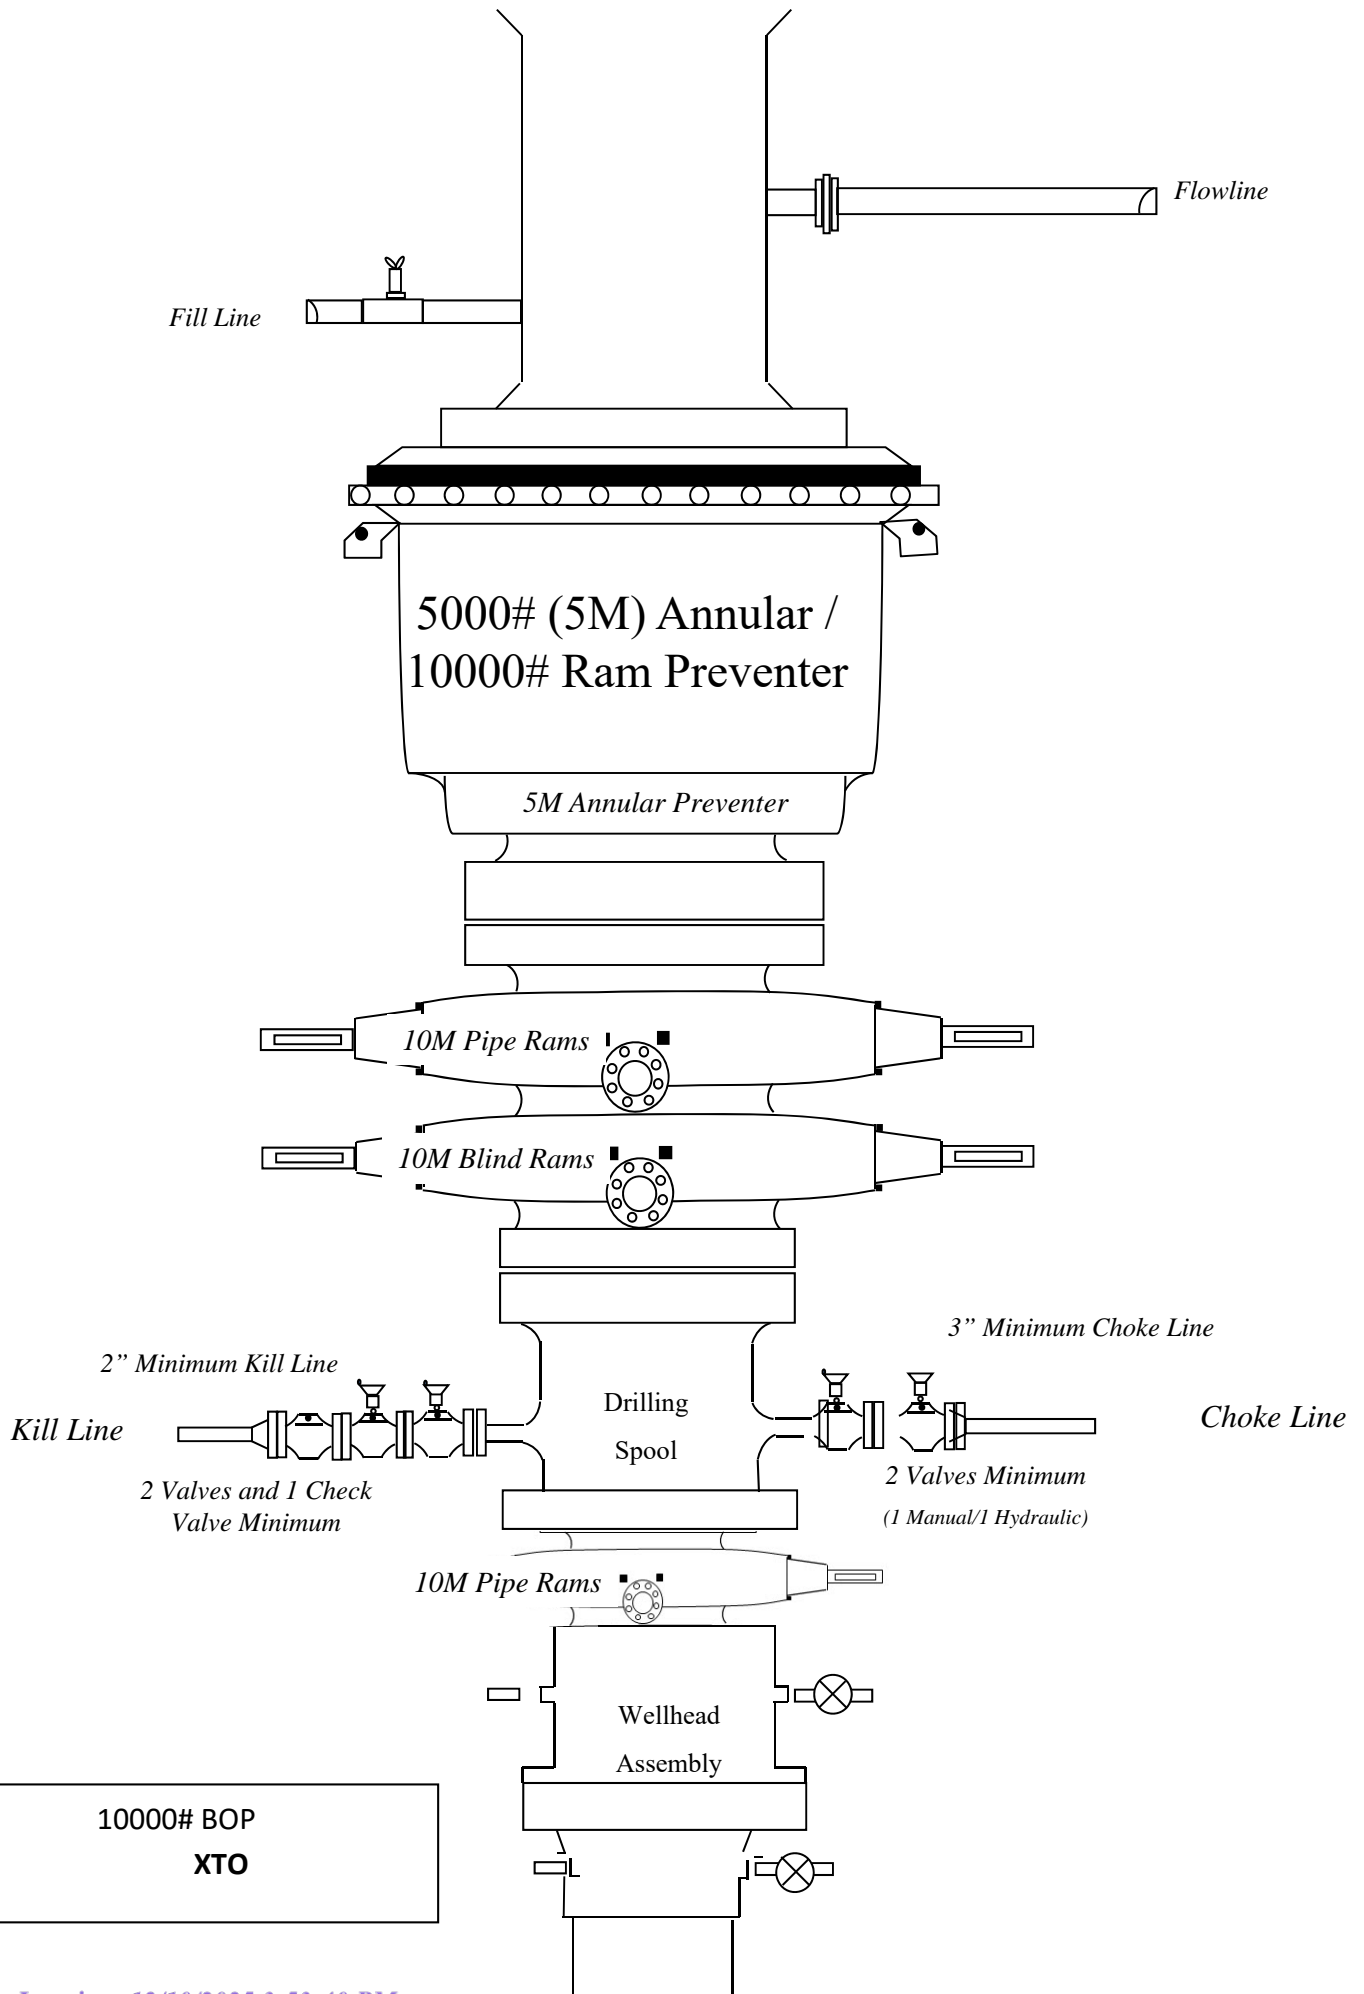 Flowline
Fill Line
5000# (5M) Annular /
10000# Ram Preventer
5M Annular Preventer
10M Pipe Rams
10M Blind Rams
3” Minimum Choke Line
2” Minimum Kill Line
Drilling
Spool
Kill Line
Choke Line
2 Valves and 1 Check
Valve Minimum
2 Valves Minimum
(1 Manual/1 Hydraulic)
10M Pipe Rams
Wellhead
Assembly
10000# BOP
XTO